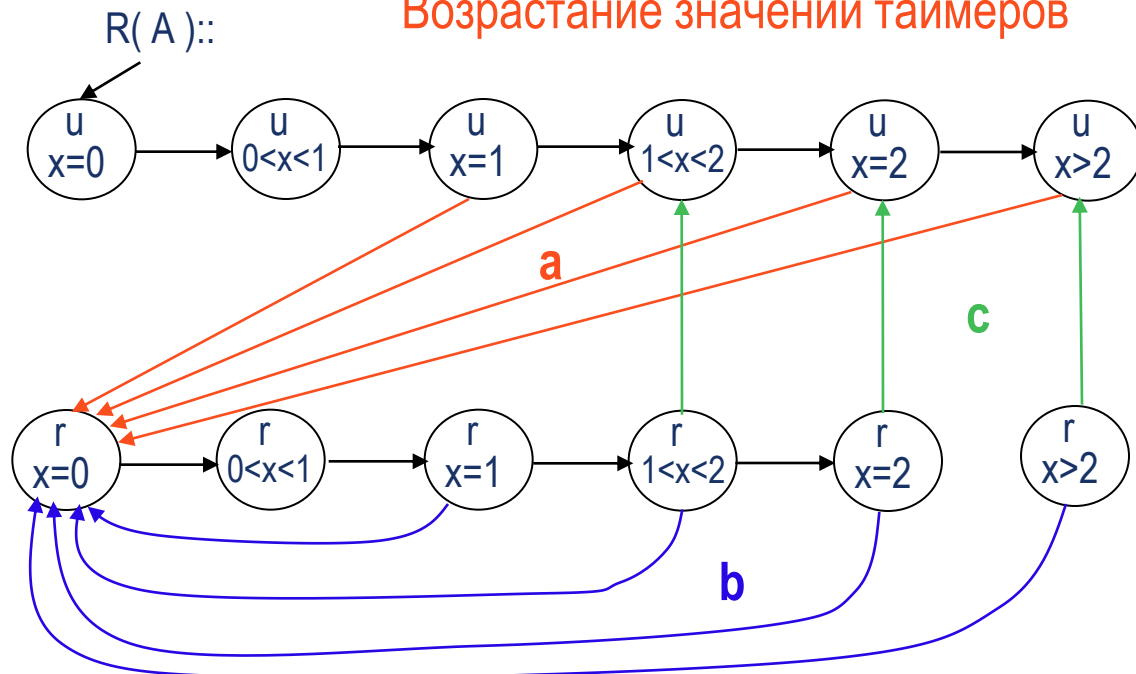 Возрастание значений таймеров
R( A )::
u
x=0
u
0<x<1
u
x=1
u
1<x<2
u
x=2
u
x>2
a
c
r
x=0
r
0<x<1
r
x=1
r
1<x<2
r
x=2
r
x>2
b